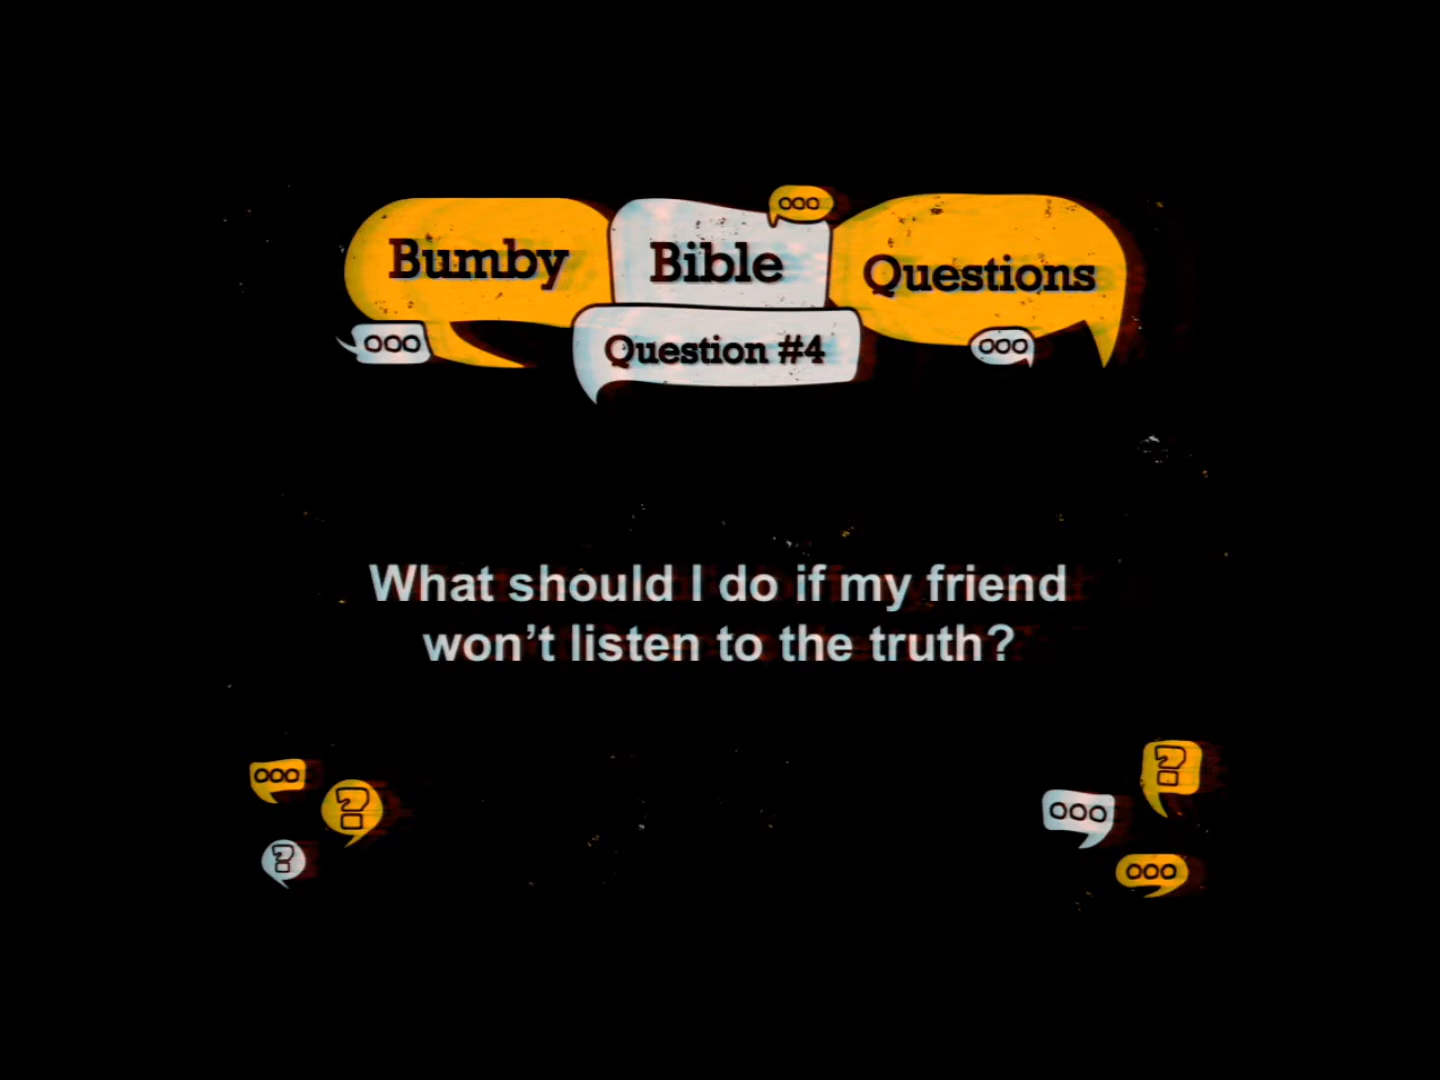 Bumby Bible Questions
Question #4
What should I do if my friend
won’t listen to the truth?